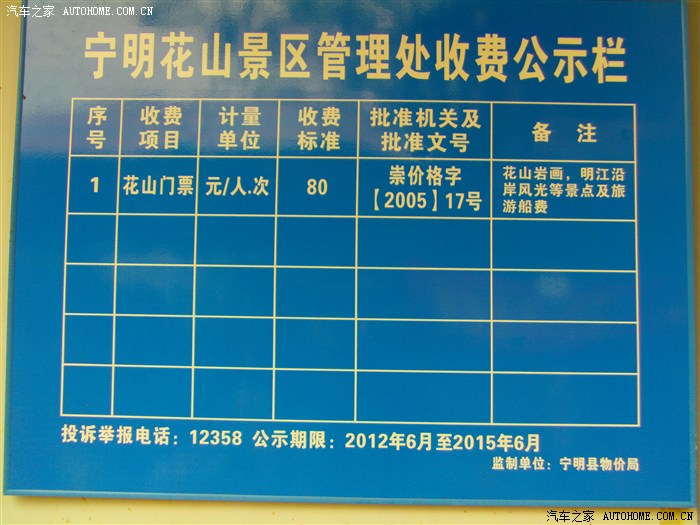 汽车之家 AUTOHOME.COM.CN
宁明花山景区管理处收费公示栏
序号 收费项目 计量单位 收费标准 批准机关及批准文号 备 注
1 花山门票 元/人.次 80 崇价格字【2005】17号 花山岩画，明江沿岸风光等景点及旅游船费
投诉举报电话：12358 公示期限：2012年6月至2015年6月
监制单位：宁明县物价局
汽车之家 AUTOHOME.COM.CN